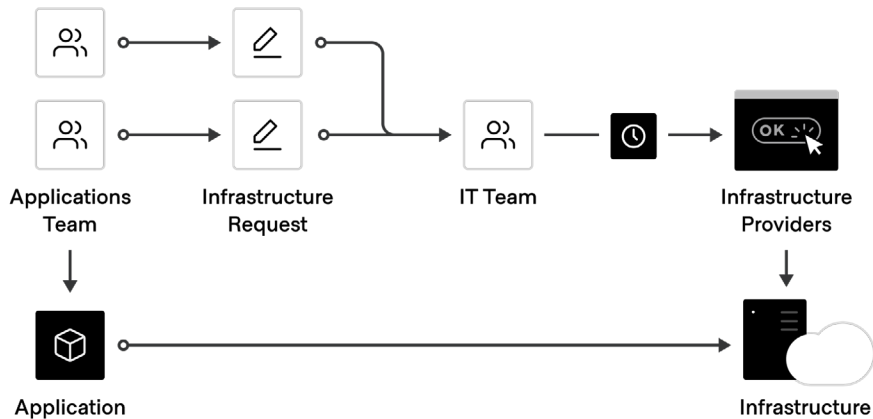 OK
Applications
Team
Infrastructure
Request
IT Team
Infrastructure
Providers
Application
Infrastructure